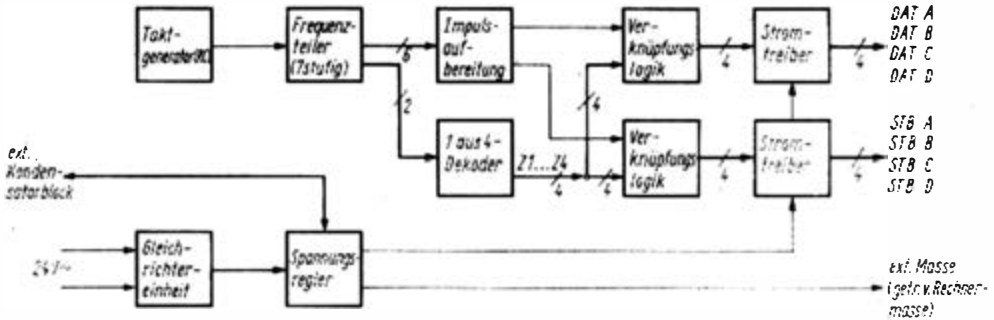 Takt-
generator
Frequenz-
teiler
(7stufig)
6
2
Impuls-
auf-
bereitung
Ver-
knüpfungs
logik
4
Strom-
treiber
4
DAT A
DAT B
DAT C
DAT D
4
1 aus 4-
Dekoder
Z1...Z4
4
4
Ver-
knüpfungs
logik
4
Strom-
treiber
4
STB A
STB B
STB C
STB D
ext.
Konden-
satorblock
24V~
Gleich-
richter-
einheit
Spannungs-
regler
ext. Masse
(getr. v. Rechner-
masse)